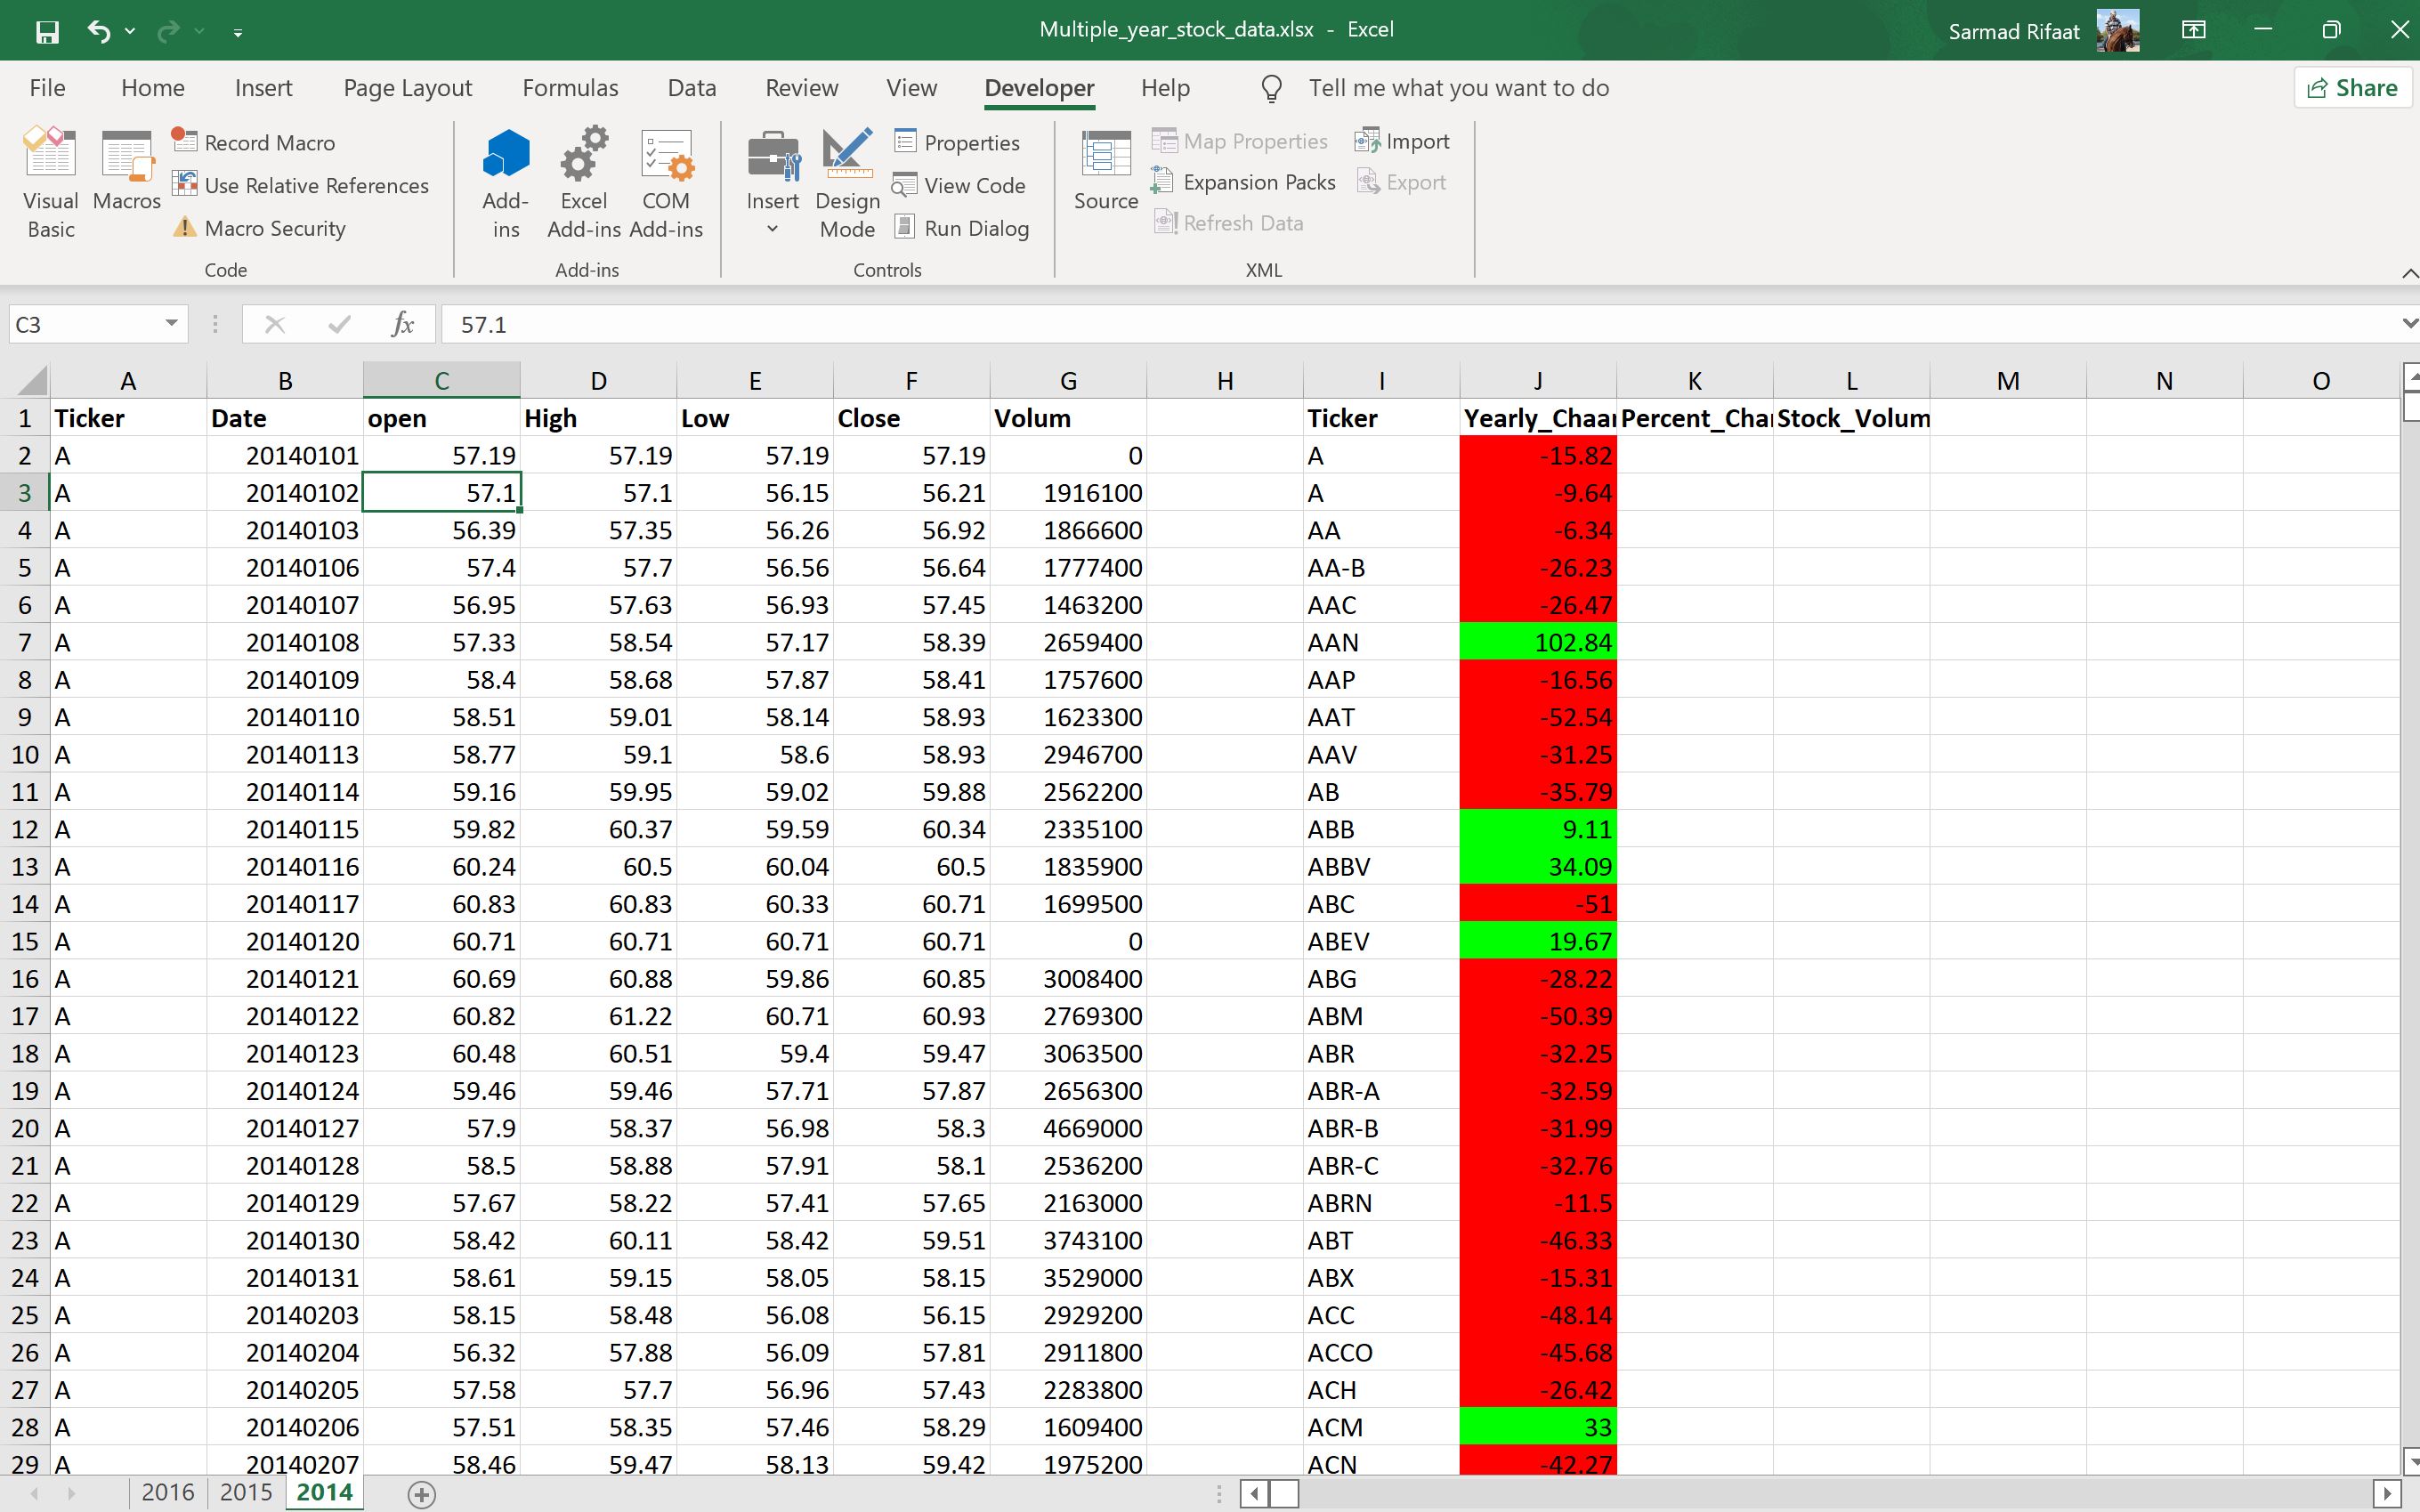 Multiple_year_stock_data.xlsx - Excel
Sarmad Rifaat
File Home Insert Page Layout Formulas Data Review View Developer Help Tell me what you want to do Share
Visual Basic
Macros
Record Macro
Use Relative References
Macro Security
Code
Add-ins
Excel Add-ins
COM Add-ins
Add-ins
Insert
Design Mode
Properties
View Code
Run Dialog
Controls
Source
Map Properties
Expansion Packs
Refresh Data
Import
Export
XML
C3 fx 57.1
A B C D E F G H I J K L M N O
1 Ticker Date open High Low Close Volum Ticker Yearly_Chaan Percent_Chan Stock_Volum
2 A 20140101 57.19 57.19 57.19 57.19 0 A -15.82
3 A 20140102 57.1 57.1 56.15 56.21 1916100 A -9.64
4 A 20140103 56.39 57.35 56.26 56.92 1866600 AA -6.34
5 A 20140106 57.4 57.7 56.56 56.64 1777400 AA-B -26.23
6 A 20140107 56.95 57.63 56.93 57.45 1463200 AAC -26.47
7 A 20140108 57.33 58.54 57.17 58.39 2659400 AAN 102.84
8 A 20140109 58.4 58.68 57.87 58.41 1757600 AAP -16.56
9 A 20140110 58.51 59.01 58.14 58.93 1623300 AAT -52.54
10 A 20140113 58.77 59.1 58.6 58.93 2946700 AAV -31.25
11 A 20140114 59.16 59.95 59.02 59.88 2562200 AB -35.79
12 A 20140115 59.82 60.37 59.59 60.34 2335100 ABB 9.11
13 A 20140116 60.24 60.5 60.04 60.5 1835900 ABBV 34.09
14 A 20140117 60.83 60.83 60.33 60.71 1699500 ABC -51
15 A 20140120 60.71 60.71 60.71 60.71 0 ABEV 19.67
16 A 20140121 60.69 60.88 59.86 60.85 3008400 ABG -28.22
17 A 20140122 60.82 61.22 60.71 60.93 2769300 ABM -50.39
18 A 20140123 60.48 60.51 59.4 59.47 3063500 ABR -32.25
19 A 20140124 59.46 59.46 57.71 57.87 2656300 ABR-A -32.59
20 A 20140127 57.9 58.37 56.98 58.3 4669000 ABR-B -31.99
21 A 20140128 58.5 58.88 57.91 58.1 2536200 ABR-C -32.76
22 A 20140129 57.67 58.22 57.41 57.65 2163000 ABRN -11.5
23 A 20140130 58.42 60.11 58.42 59.51 3743100 ABT -46.33
24 A 20140131 58.61 59.15 58.05 58.15 3529000 ABX -15.31
25 A 20140203 58.15 58.48 56.08 56.15 2929200 ACC -48.14
26 A 20140204 56.32 57.88 56.09 57.81 2911800 ACCO -45.68
27 A 20140205 57.58 57.7 56.96 57.43 2283800 ACH -26.42
28 A 20140206 57.51 58.35 57.46 58.29 1609400 ACM 33
29 A 20140207 58.46 59.47 58.13 59.42 1975200 ACN -42.27
2016 2015 2014